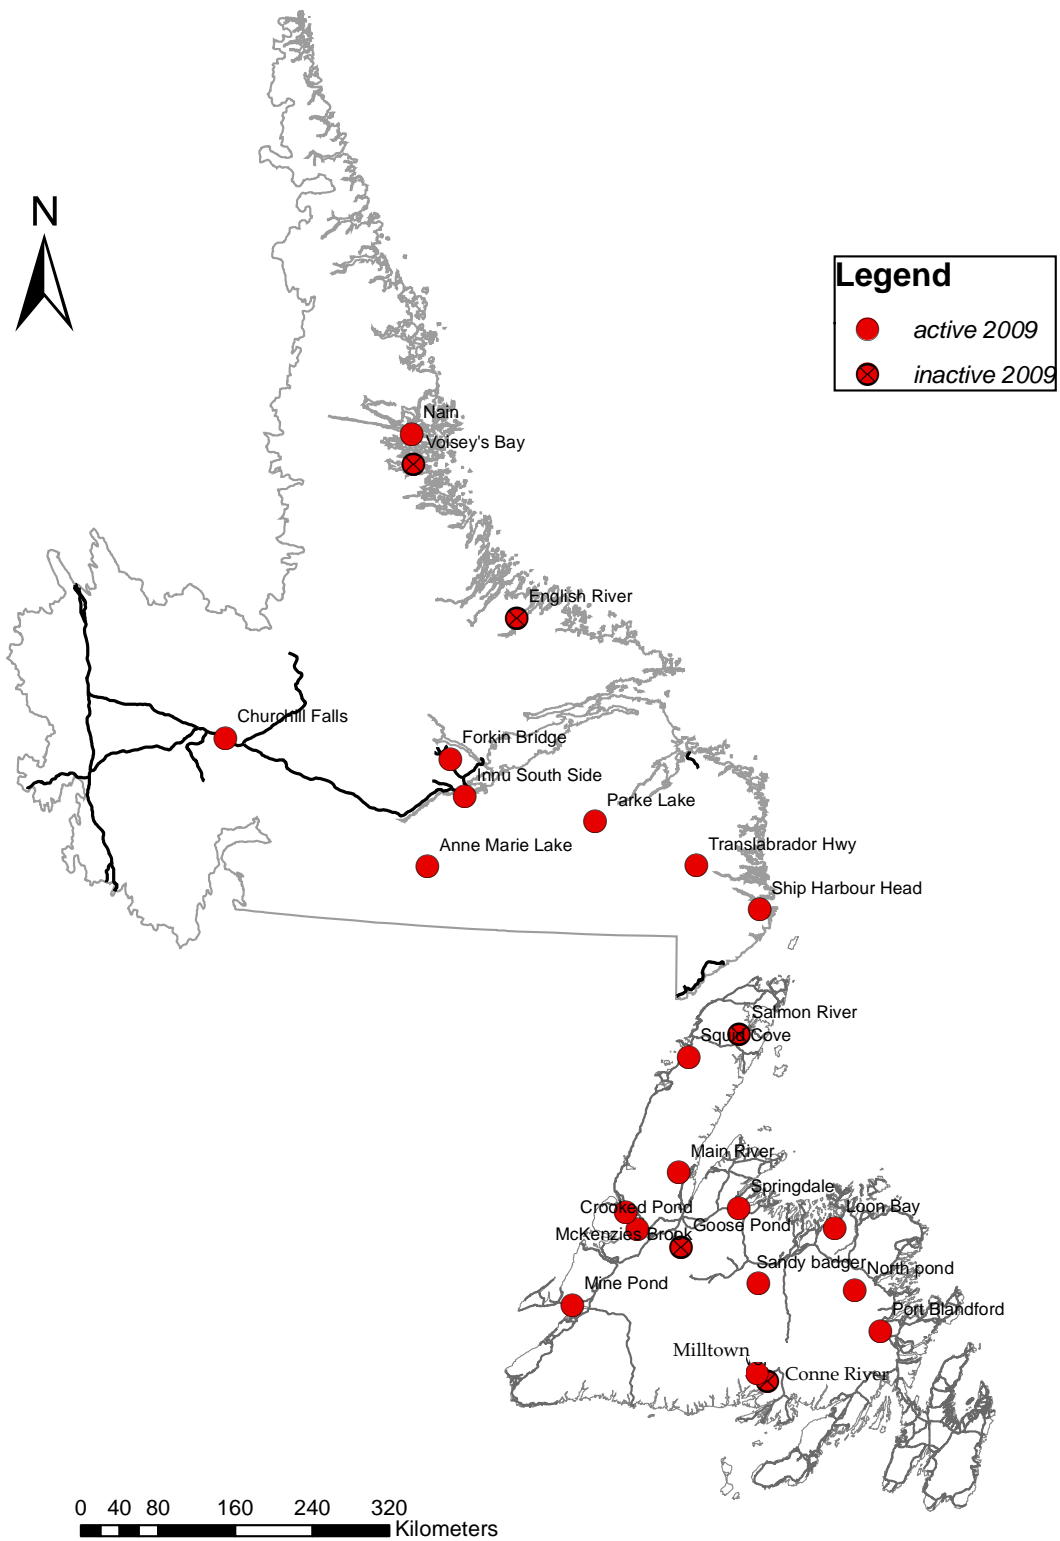 N
Legend
active 2009
inactive 2009
Nain
Voisey's Bay
English River
Churchill Falls
Forkin Bridge
Innu South Side
Parke Lake
Anne Marie Lake
Translabrador Hwy
Ship Harbour Head
Salmon River
Squid Cove
Main River
Springdale
Crooked Pond
Loon Bay
McKenzies Brook
Goose Pond
Sandy badger
North pond
Mine Pond
Port Blandford
Milltown
Conne River
0 40 80 160 240 320
Kilometers